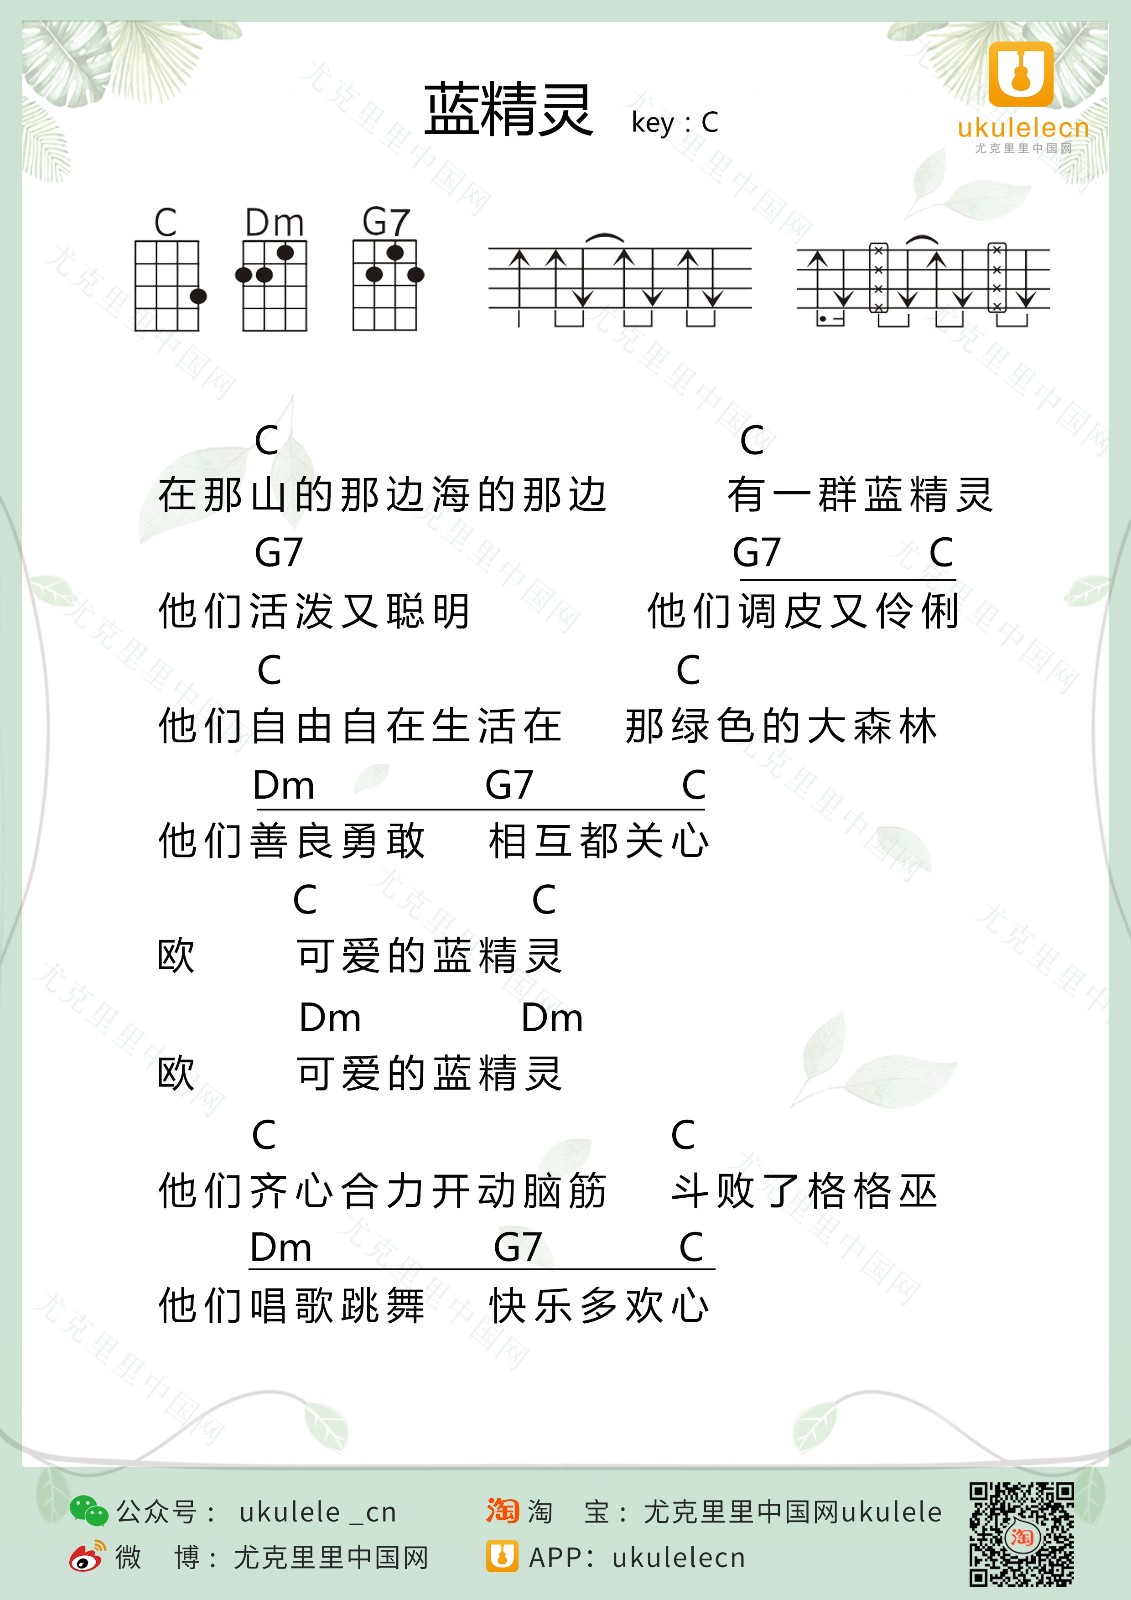 蓝精灵 key : C
ukulelecn
尤克里里中国网
C Dm G7
C C
在那山的那边海的那边 有一群蓝精灵
G7 G7 C
他们活泼又聪明 他们调皮又伶俐
C C
他们自由自在生活在 那绿色的大森林
Dm G7 C
他们善良勇敢 相互都关心
C C
欧 可爱的蓝精灵
Dm Dm
欧 可爱的蓝精灵
C C
他们齐心合力开动脑筋 斗败了格格巫
Dm G7 C
他们唱歌跳舞 快乐多欢心
公众号： ukulele _cn
淘 淘 宝：尤克里里中国网ukulele
微 博：尤克里里中国网
APP：ukulelecn
淘